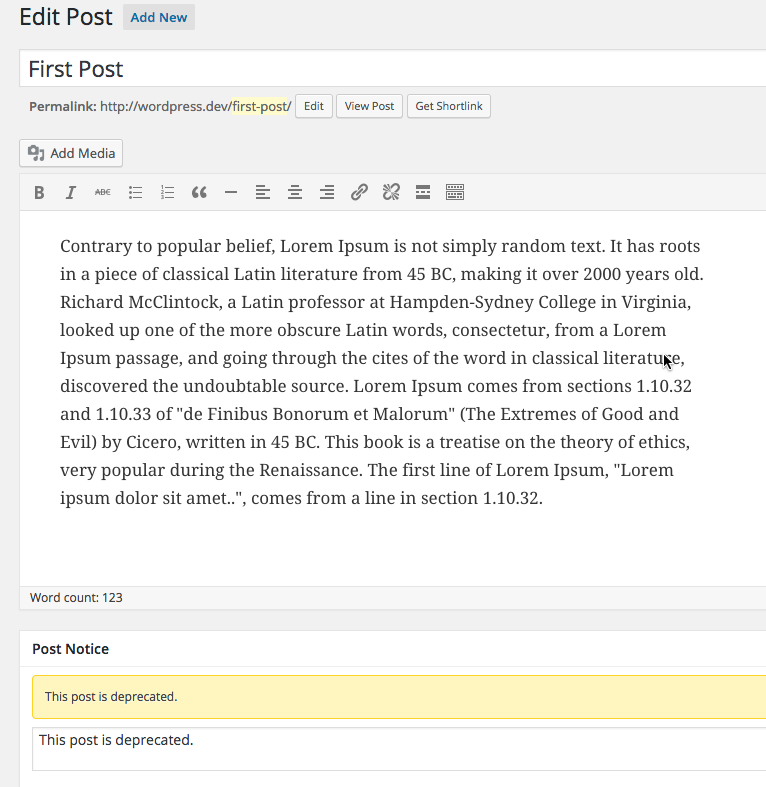 Edit Post Add New
First Post
Permalink: http://wordpress.dev/first-post/ Edit View Post Get Shortlink
Add Media
B I ABC
Contrary to popular belief, Lorem Ipsum is not simply random text. It has roots
in a piece of classical Latin literature from 45 BC, making it over 2000 years old.
Richard McClintock, a Latin professor at Hampden-Sydney College in Virginia,
looked up one of the more obscure Latin words, consectetur, from a Lorem
Ipsum passage, and going through the cites of the word in classical literature,
discovered the undoubtable source. Lorem Ipsum comes from sections 1.10.32
and 1.10.33 of "de Finibus Bonorum et Malorum" (The Extremes of Good and
Evil) by Cicero, written in 45 BC. This book is a treatise on the theory of ethics,
very popular during the Renaissance. The first line of Lorem Ipsum, "Lorem
ipsum dolor sit amet..", comes from a line in section 1.10.32.
Word count: 123
Post Notice
This post is deprecated.
This post is deprecated.